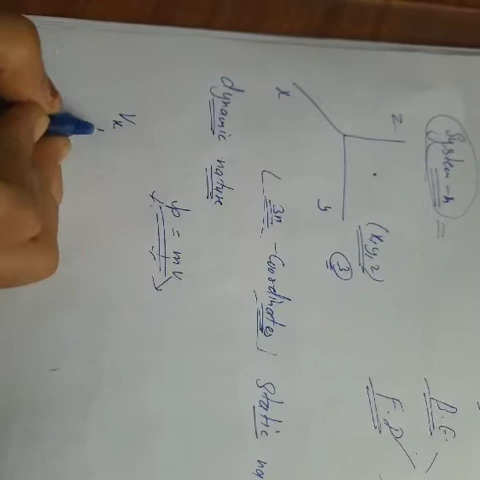 System-n =
z
(x,y,z)
x
y
3
(3n - Coordinates) Static
dynamic nature
p = mv
Vx
B.E.
F.D